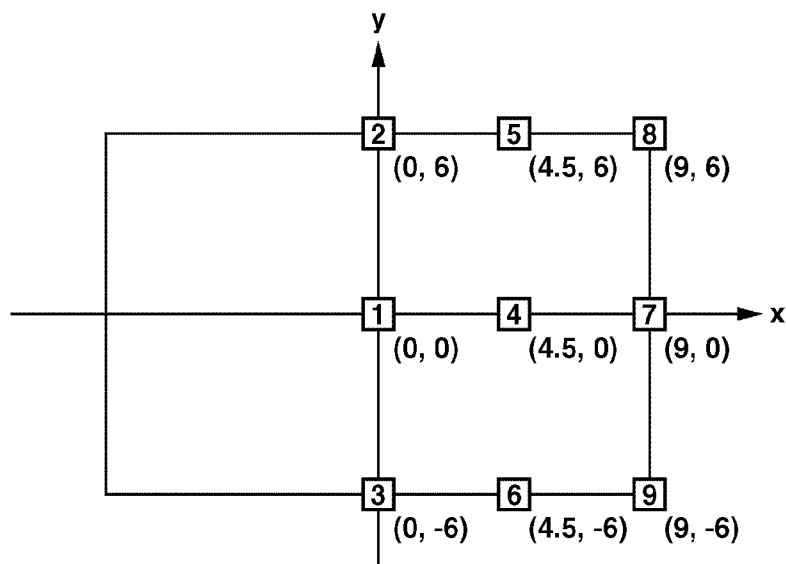 y
2 5 8
(0, 6) (4.5, 6) (9, 6)
1 4 7 x
(0, 0) (4.5, 0) (9, 0)
3 6 9
(0, -6) (4.5, -6) (9, -6)